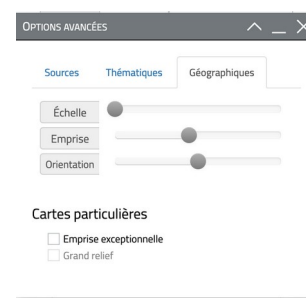 OPTIONS AVANCÉES
Sources Thématiques Géographiques
Échelle
Emprise
Orientation
Cartes particulières
Emprise exceptionnelle
Grand relief